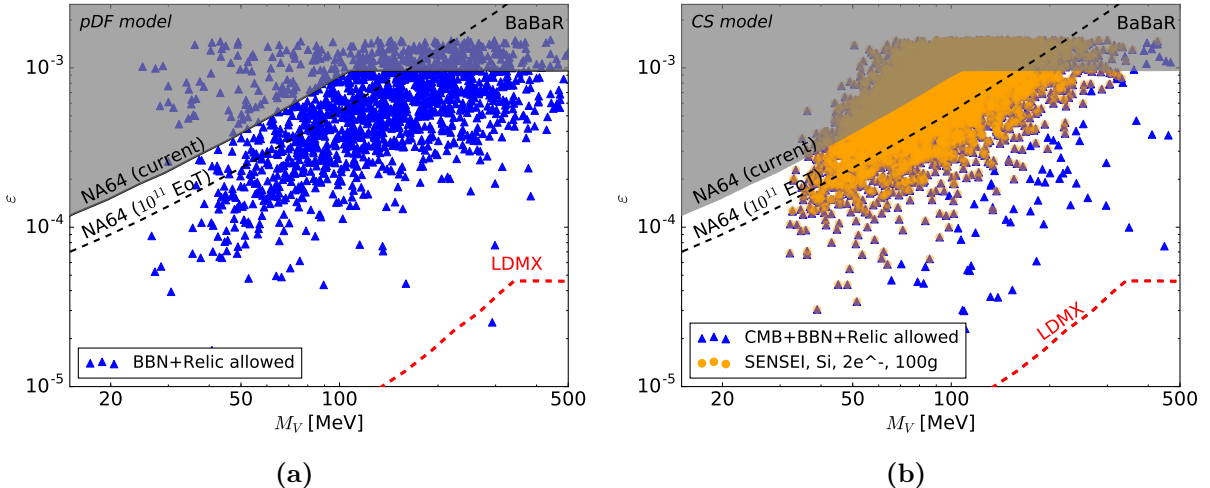 pDF model
BaBaR
NA64 (current)
NA64 (10^11 EoT)
LDMX
BBN+Relic allowed
10^-3
10^-4
10^-5
ε
20 50 100 500
M_V [MeV]
(a)
CS model
BaBaR
NA64 (current)
NA64 (10^11 EoT)
LDMX
CMB+BBN+Relic allowed
SENSEI, Si, 2e^-, 100g
10^-3
10^-4
10^-5
ε
20 50 100 500
M_V [MeV]
(b)